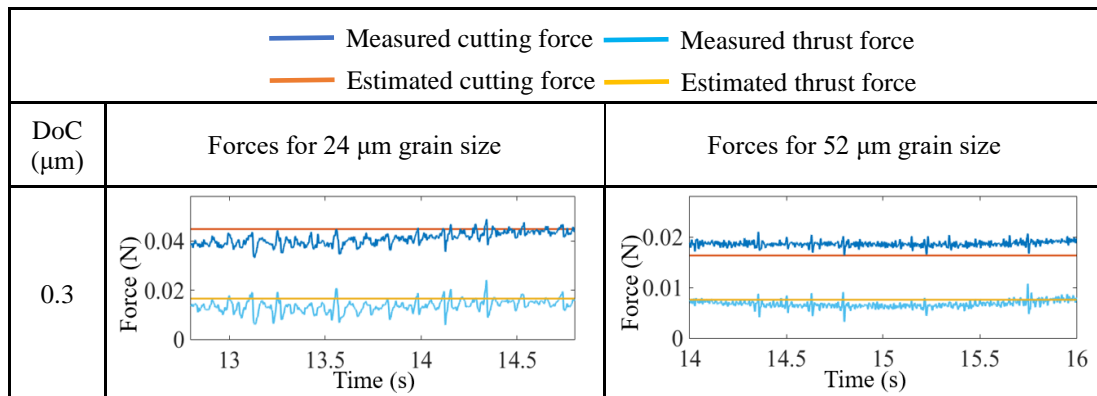 Measured cutting force Measured thrust force
Estimated cutting force Estimated thrust force
DoC
(μm)
Forces for 24 μm grain size
Forces for 52 μm grain size
0.3
Force (N)
0.04
0.02
0
13 13.5 14 14.5
Time (s)
Force (N)
0.02
0.01
0
14 14.5 15 15.5 16
Time (s)